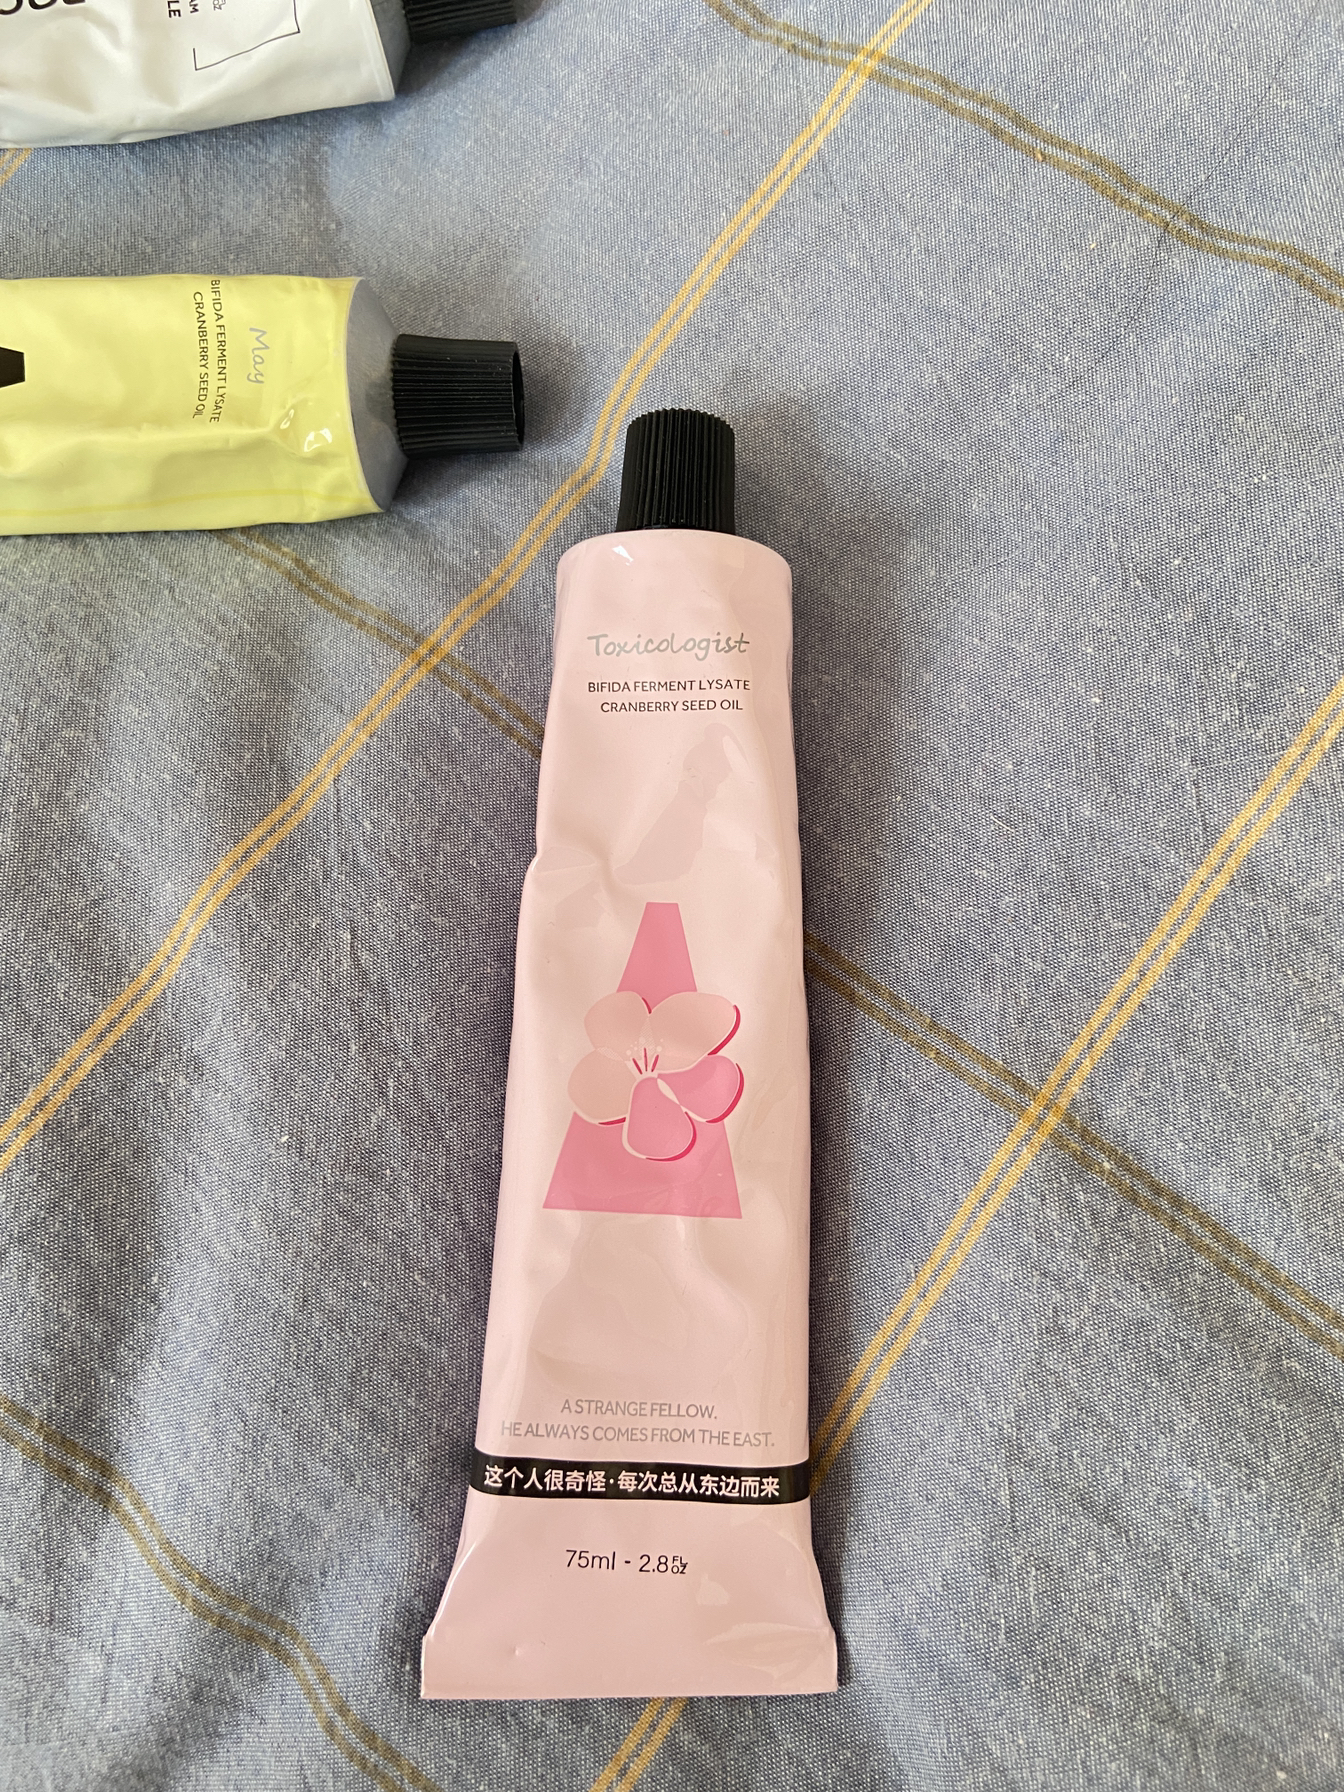 May
BIFIDA FERMENT LYSATE
CRANBERRY SEED OIL
Toxicologist
BIFIDA FERMENT LYSATE
CRANBERRY SEED OIL
A STRANGE FELLOW.
HE ALWAYS COMES FROM THE EAST.
这个人很奇怪·每次总从东边而来
75ml - 2.8 FL oz